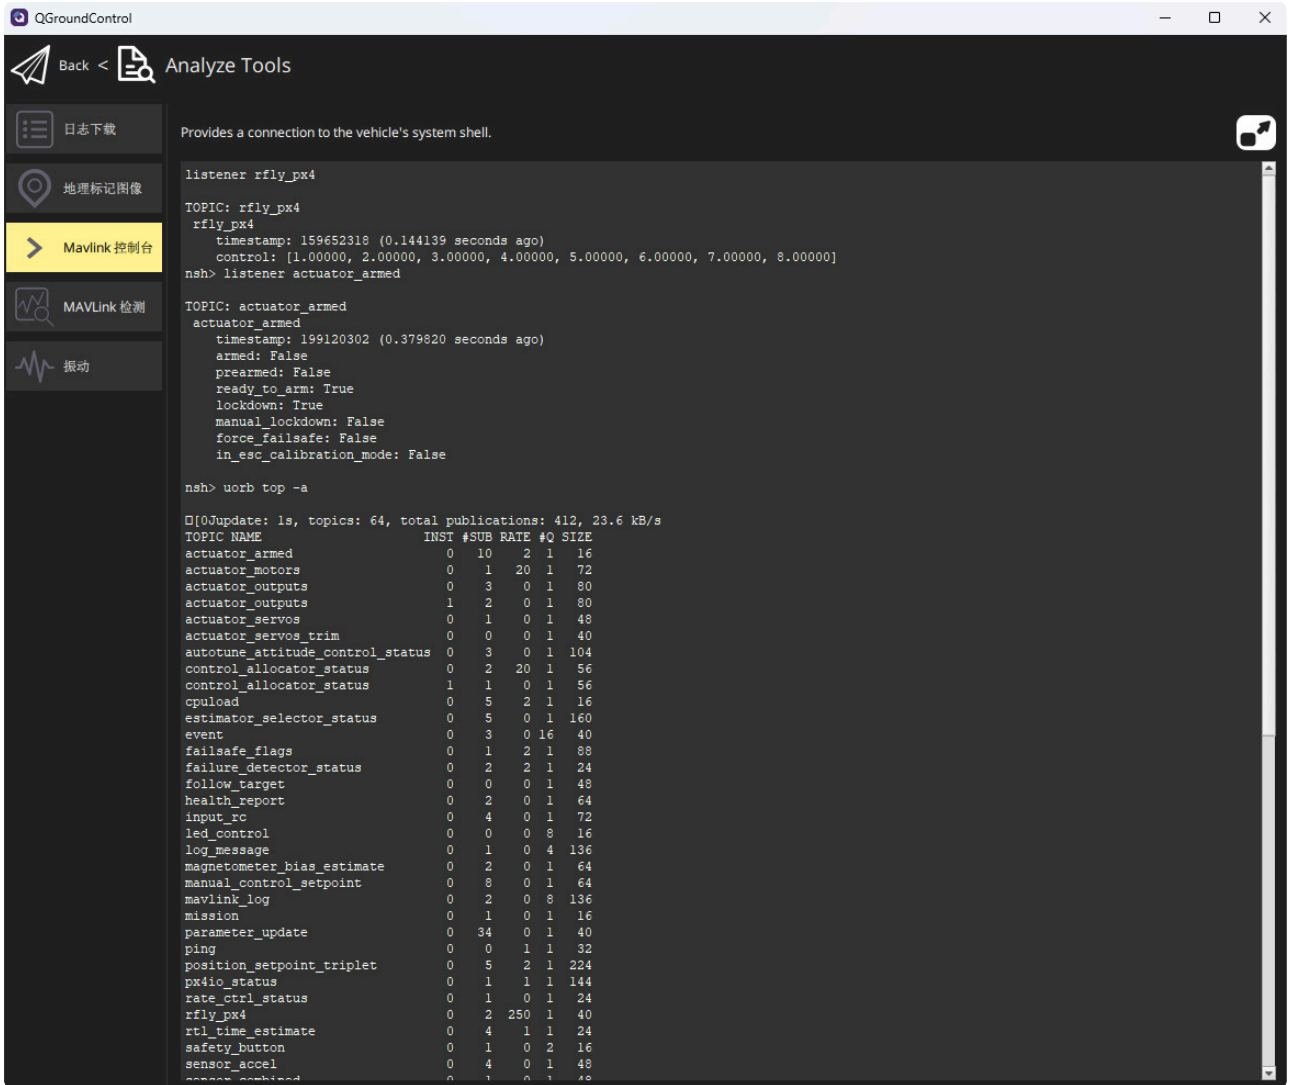 QGroundControl
Back < Analyze Tools
日志下载
地理标记图像
Mavlink 控制台
MAVLink 检测
振动
Provides a connection to the vehicle's system shell.
listener rfly_px4
TOPIC: rfly_px4
rfly_px4
timestamp: 159652318 (0.144139 seconds ago)
control: [1.00000, 2.00000, 3.00000, 4.00000, 5.00000, 6.00000, 7.00000, 8.00000]
nsh> listener actuator_armed
TOPIC: actuator_armed
actuator_armed
timestamp: 199120302 (0.379820 seconds ago)
armed: False
prearmed: False
ready_to_arm: True
lockdown: True
manual_lockdown: False
force_failsafe: False
in_esc_calibration_mode: False
nsh> uorb top -a
□[0Jupdate: 1s, topics: 64, total publications: 412, 23.6 kB/s
TOPIC NAME INST #SUB RATE #Q SIZE
actuator_armed 0 10 2 1 16
actuator_motors 0 1 20 1 72
actuator_outputs 0 3 0 1 80
actuator_outputs 1 2 0 1 80
actuator_servos 0 1 0 1 48
actuator_servos_trim 0 0 0 1 40
autotune_attitude_control_status 0 3 0 1 104
control_allocator_status 0 2 20 1 56
control_allocator_status 1 1 0 1 56
cpuload 0 5 2 1 16
estimator_selector_status 0 5 0 1 160
event 0 3 0 16 40
failsafe_flags 0 1 2 1 88
failure_detector_status 0 2 2 1 24
follow_target 0 0 0 1 48
health_report 0 2 0 1 64
input_rc 0 4 0 1 72
led_control 0 0 0 8 16
log_message 0 1 0 4 136
magnetometer_bias_estimate 0 2 0 1 64
manual_control_setpoint 0 8 0 1 64
mavlink_log 0 2 0 8 136
mission 0 1 0 1 16
parameter_update 0 34 0 1 40
ping 0 0 1 1 32
position_setpoint_triplet 0 5 2 1 224
px4io_status 0 1 1 1 144
rate_ctrl_status 0 1 0 1 24
rfly_px4 0 2 250 1 40
rtl_time_estimate 0 4 1 1 24
safety_button 0 1 0 2 16
sensor_accel 0 4 0 1 48
sensor_combined 0 1 0 1 48